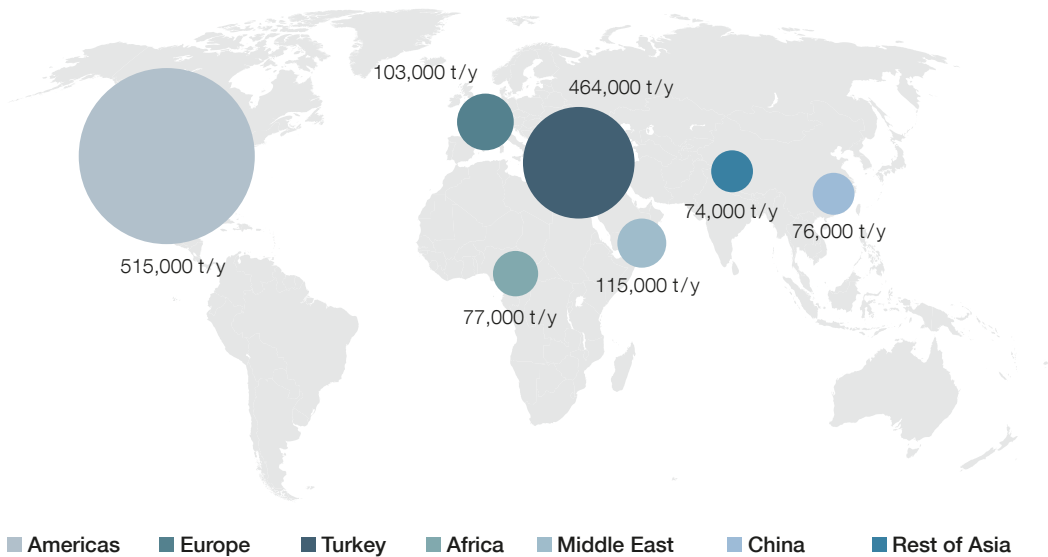 103,000 t/y
464,000 t/y
74,000 t/y
76,000 t/y
515,000 t/y
115,000 t/y
77,000 t/y
Americas Europe Turkey Africa Middle East China Rest of Asia